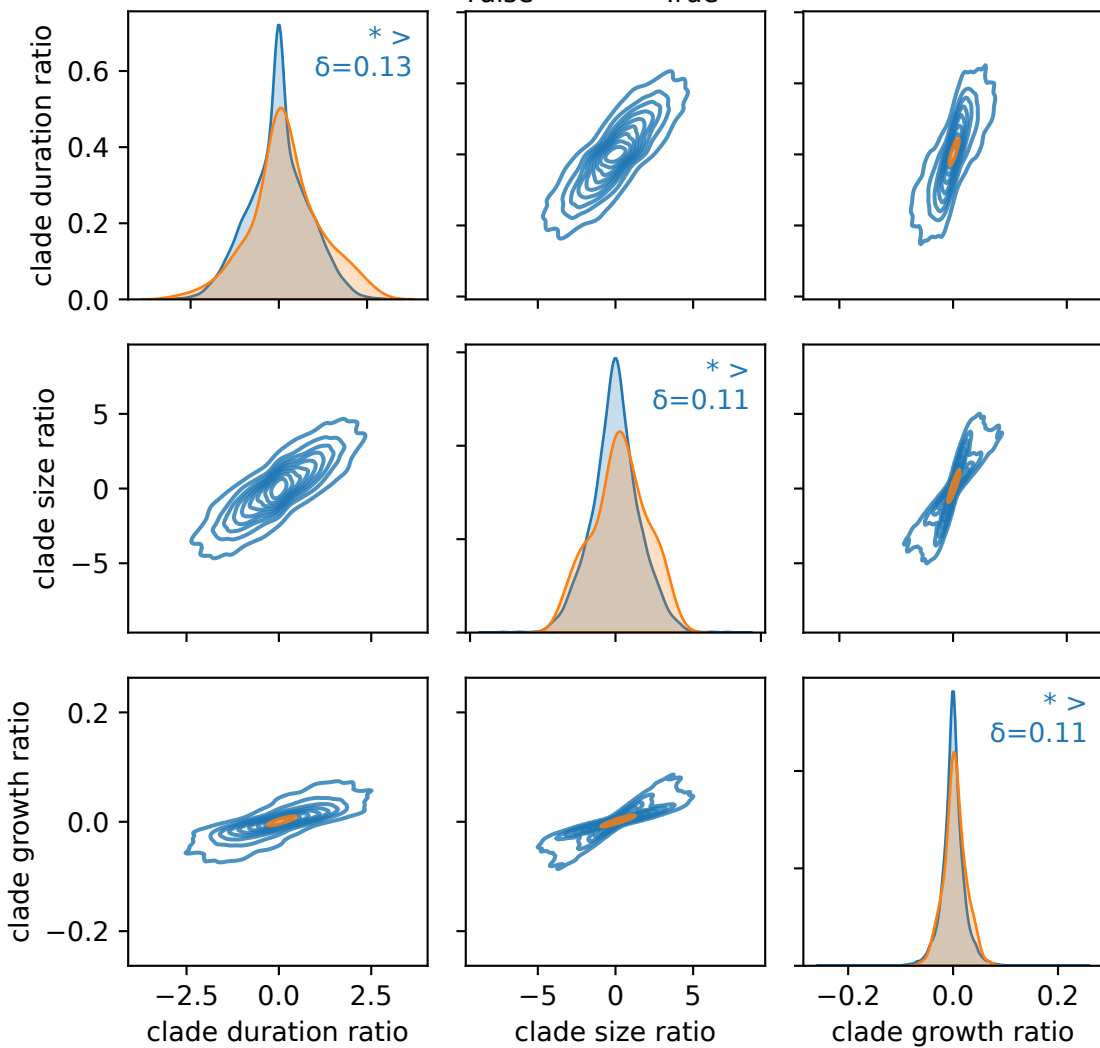 clade duration ratio
0.6
0.4
0.2
0.0
* >
δ=0.13
clade size ratio
5
0
−5
* >
δ=0.11
clade growth ratio
0.2
0.0
−0.2
* >
δ=0.11
−2.5 0.0 2.5
−5 0 5
−0.2 0.0 0.2
clade duration ratio
clade size ratio
clade growth ratio